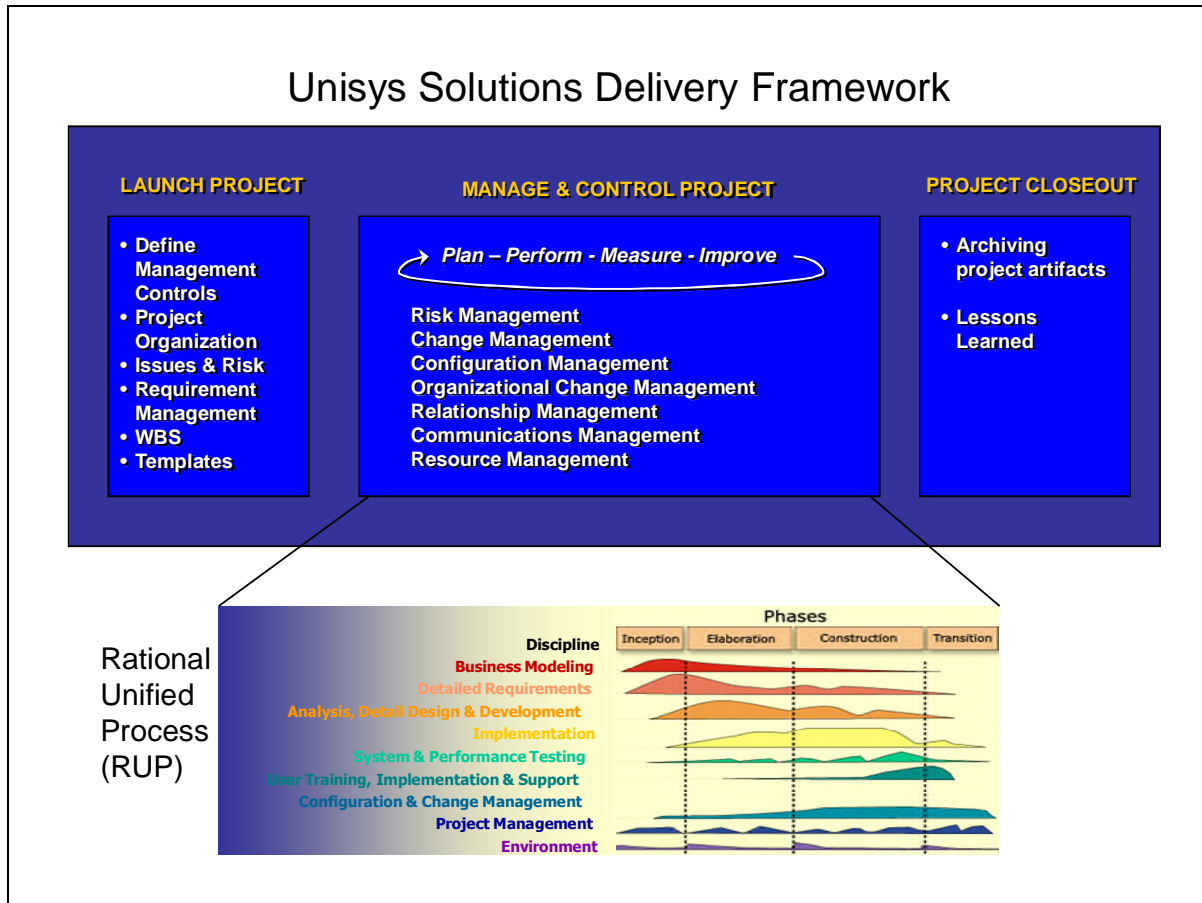 Unisys Solutions Delivery Framework
LAUNCH PROJECT
• Define
Management
Controls
• Project
Organization
• Issues & Risk
• Requirement
Management
• WBS
• Templates
MANAGE & CONTROL PROJECT
Plan – Perform - Measure - Improve
Risk Management
Change Management
Configuration Management
Organizational Change Management
Relationship Management
Communications Management
Resource Management
PROJECT CLOSEOUT
• Archiving
project artifacts
• Lessons
Learned
Rational
Unified
Process
(RUP)
Phases
Inception Elaboration Construction Transition
Discipline
Business Modeling
Detailed Requirements
Analysis, Detail Design & Development
Implementation
System & Performance Testing
User Training, Implementation & Support
Configuration & Change Management
Project Management
Environment